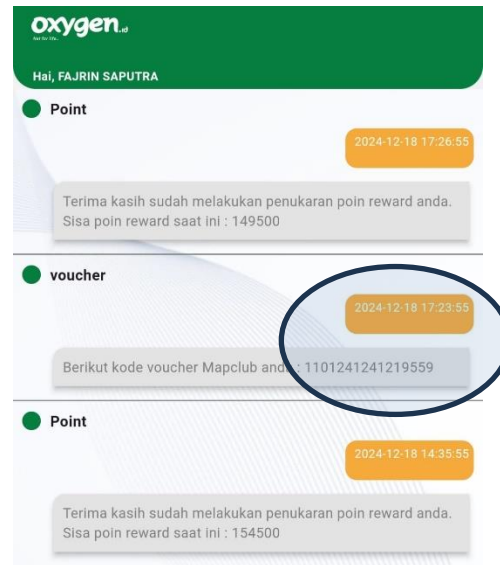 oxygen.id
Hai, FAJRIN SAPUTRA
Point
2024-12-18 17:26:55
Terima kasih sudah melakukan penukaran poin reward anda.
Sisa poin reward saat ini : 149500
voucher
2024-12-18 17:23:55
Berikut kode voucher Mapclub anda : 1101241241219559
Point
2024-12-18 14:35:55
Terima kasih sudah melakukan penukaran poin reward anda.
Sisa poin reward saat ini : 154500